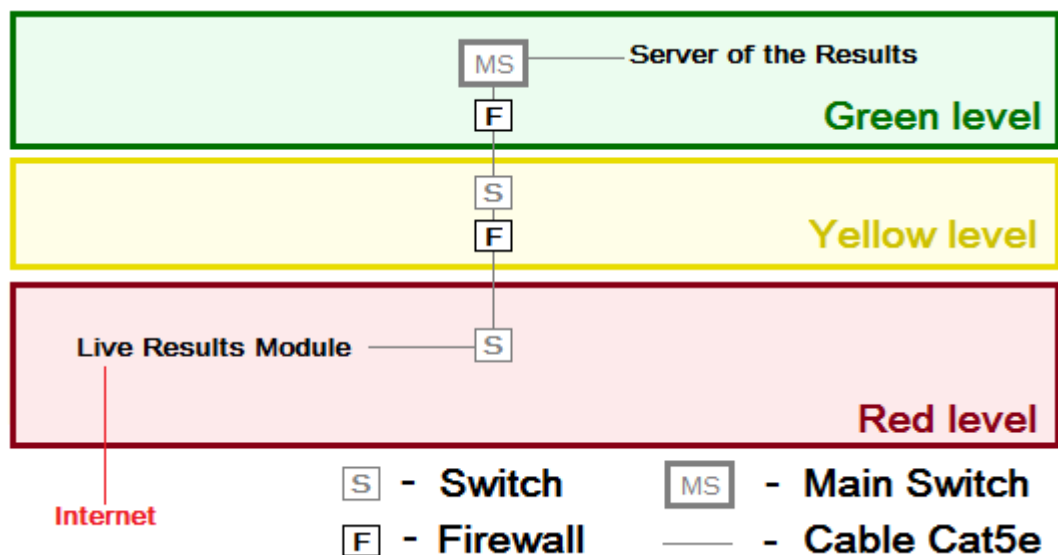 MS
Server of the Results
F
Green level
S
F
Yellow level
Live Results Module
S
Red level
Internet
S - Switch
MS - Main Switch
F - Firewall
- Cable Cat5e